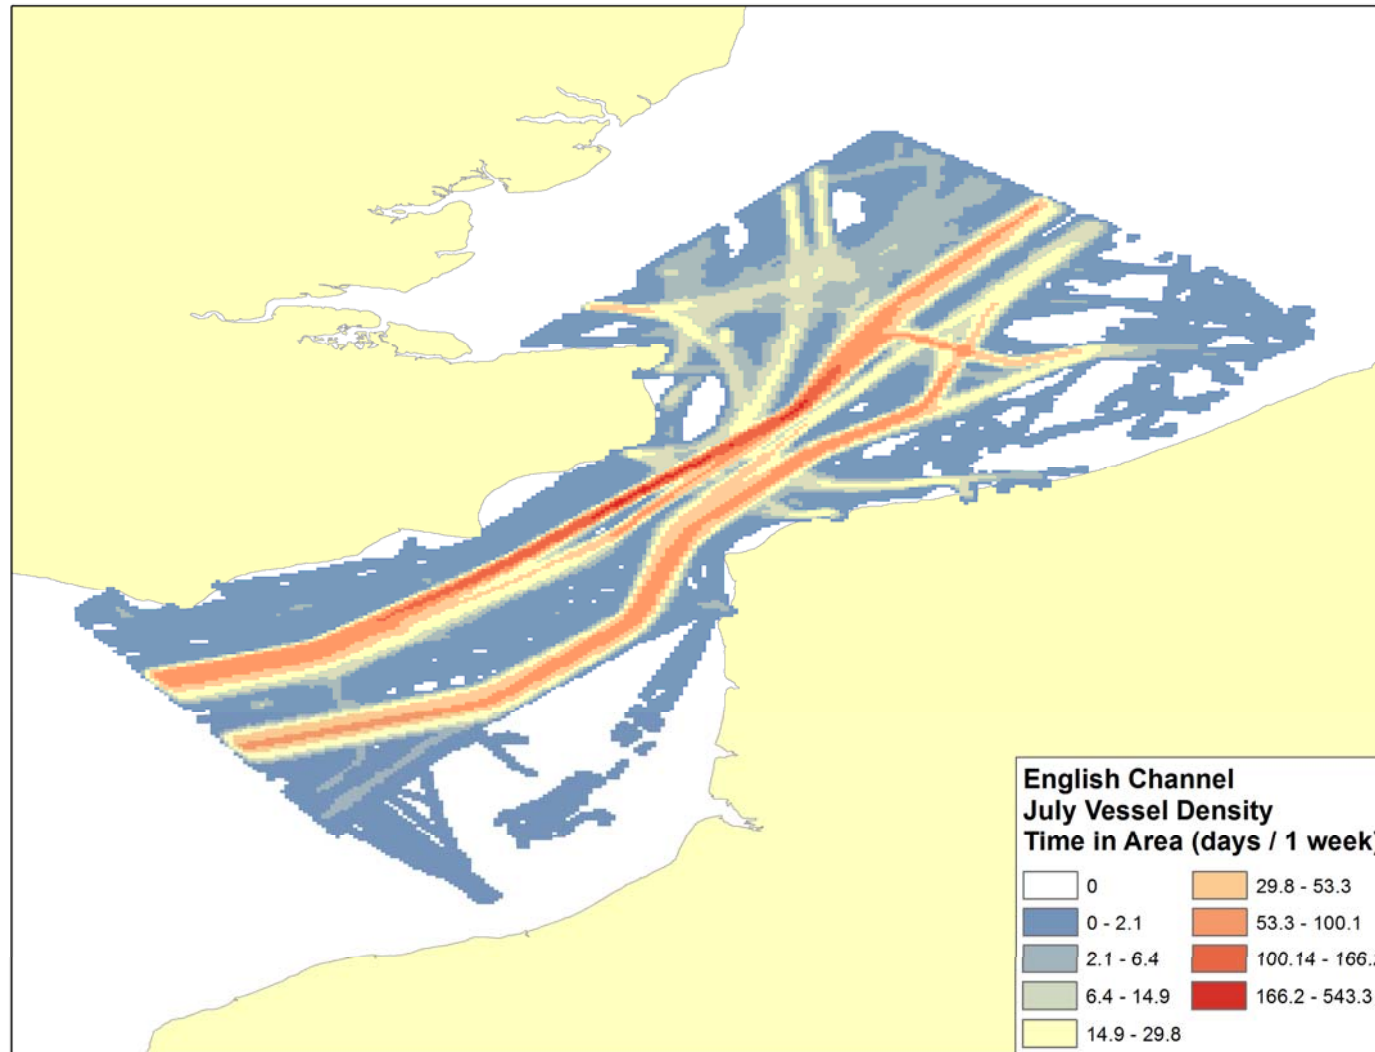 English Channel
July Vessel Density
Time in Area (days / 1 week)
0
0 - 2.1
2.1 - 6.4
6.4 - 14.9
14.9 - 29.8
29.8 - 53.3
53.3 - 100.1
100.14 - 166.
166.2 - 543.3